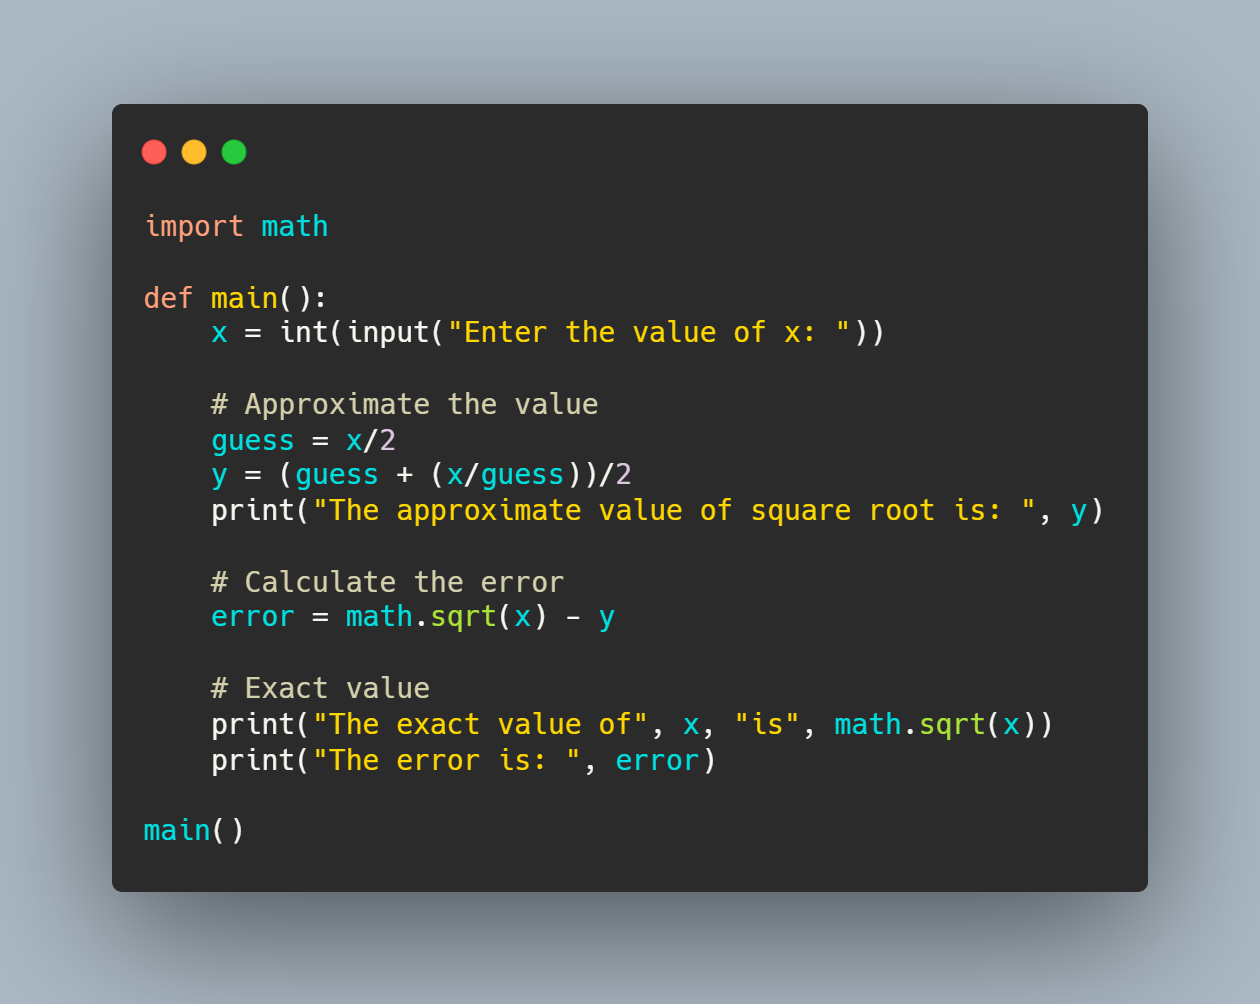 import math
def main():
    x = int(input("Enter the value of x: "))
    # Approximate the value
    guess = x/2
    y = (guess + (x/guess))/2
    print("The approximate value of square root is: ", y)
    # Calculate the error
    error = math.sqrt(x) - y
    # Exact value
    print("The exact value of", x, "is", math.sqrt(x))
    print("The error is: ", error)
main()